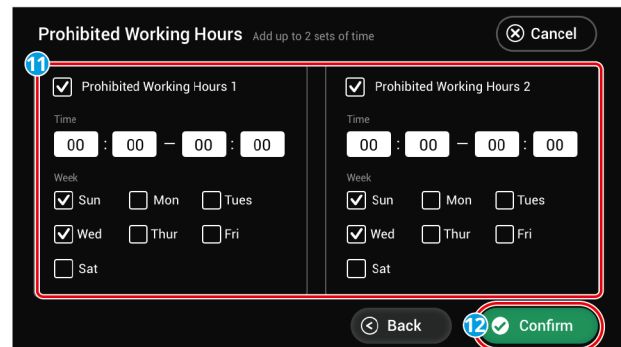 Prohibited Working Hours Add up to 2 sets of time Cancel
11
Prohibited Working Hours 1
Time
00 : 00 — 00 : 00
Week
Sun Mon Tues
Wed Thur Fri
Sat
Prohibited Working Hours 2
Time
00 : 00 — 00 : 00
Week
Sun Mon Tues
Wed Thur Fri
Sat
Back
12 Confirm